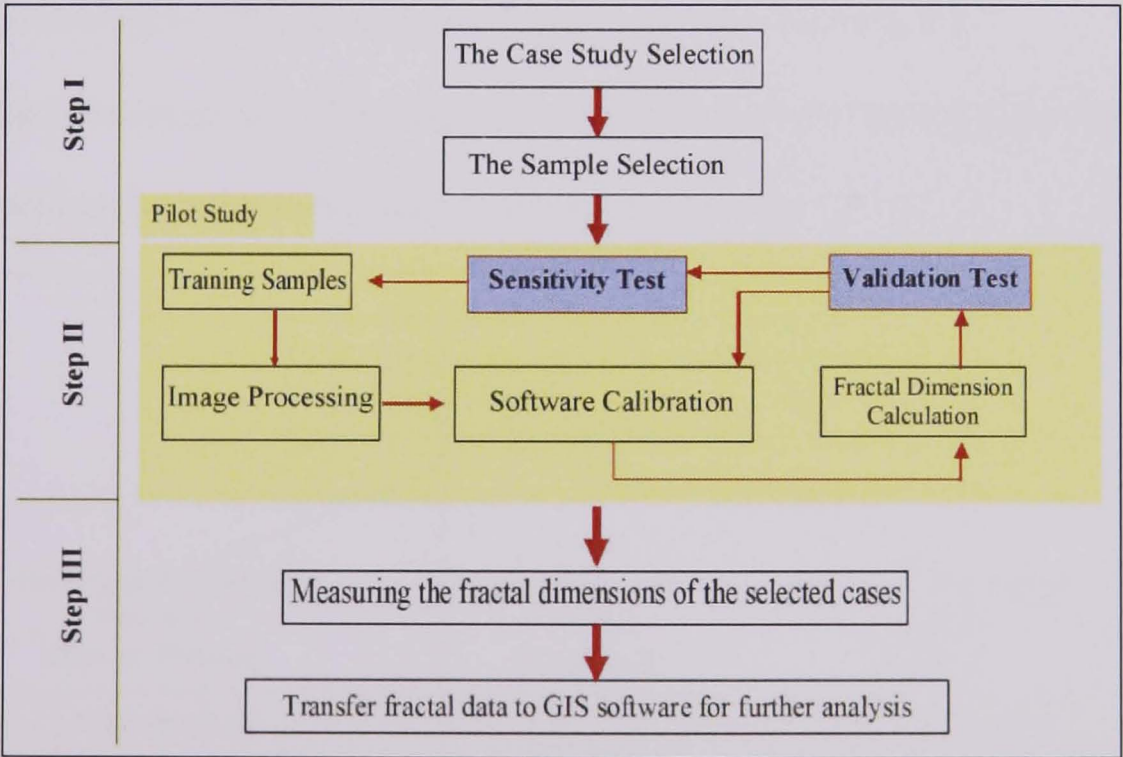 Step I
The Case Study Selection
The Sample Selection
Pilot Study
Step II
Training Samples
Sensitivity Test
Validation Test
Image Processing
Software Calibration
Fractal Dimension
Calculation
Step III
Measuring the fractal dimensions of the selected cases
Transfer fractal data to GIS software for further analysis